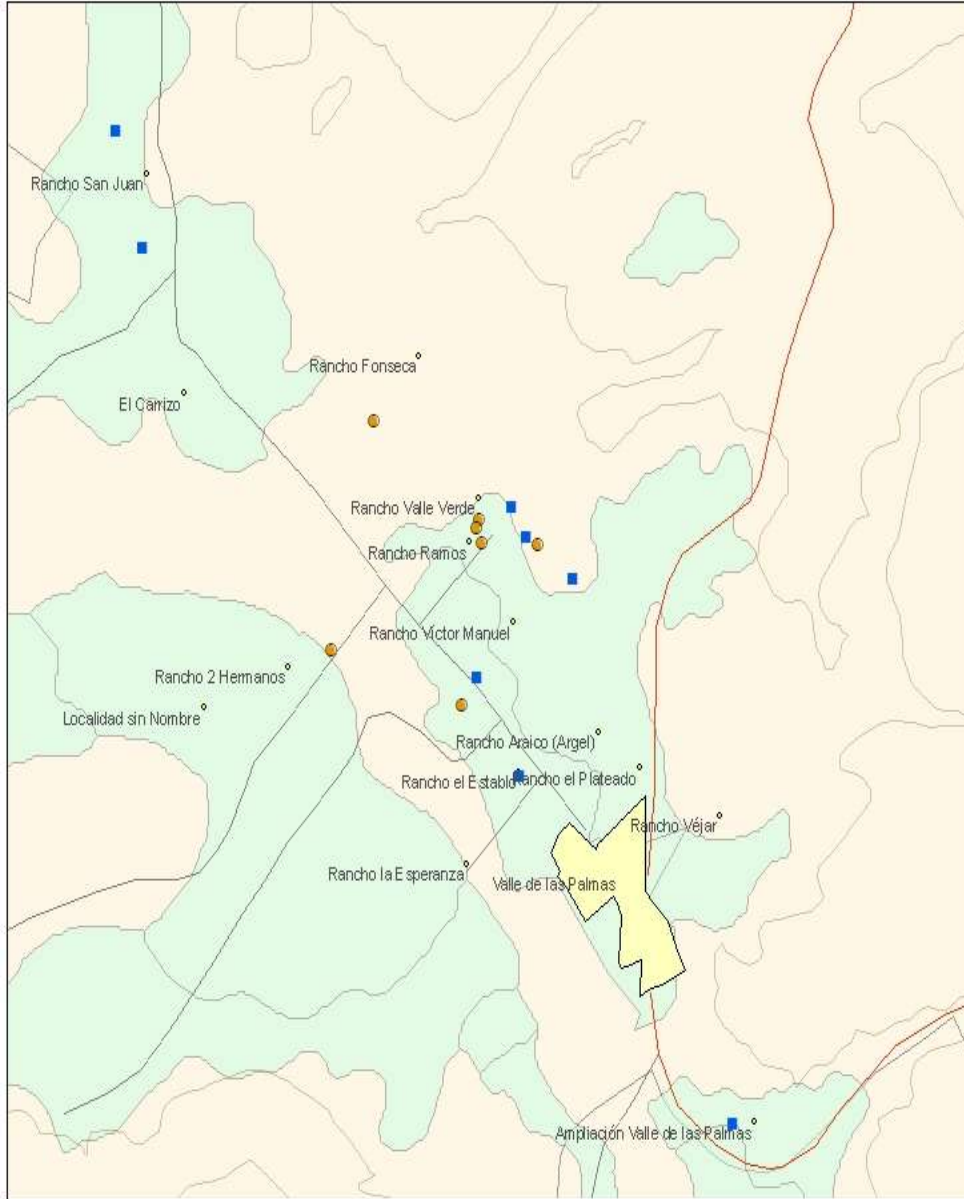 Rancho San Juan
Rancho Fonseca
El Carrizo
Rancho Valle Verde
Rancho Ramos
Rancho Víctor Manuel
Rancho 2 Hermanos
Localidad sin Nombre
Rancho Araico (Argel)
Rancho el Establo
Rancho el Plateado
Rancho Véjar
Rancho la Esperanza
Valle de las Palmas
Ampliación Valle de las Palmas